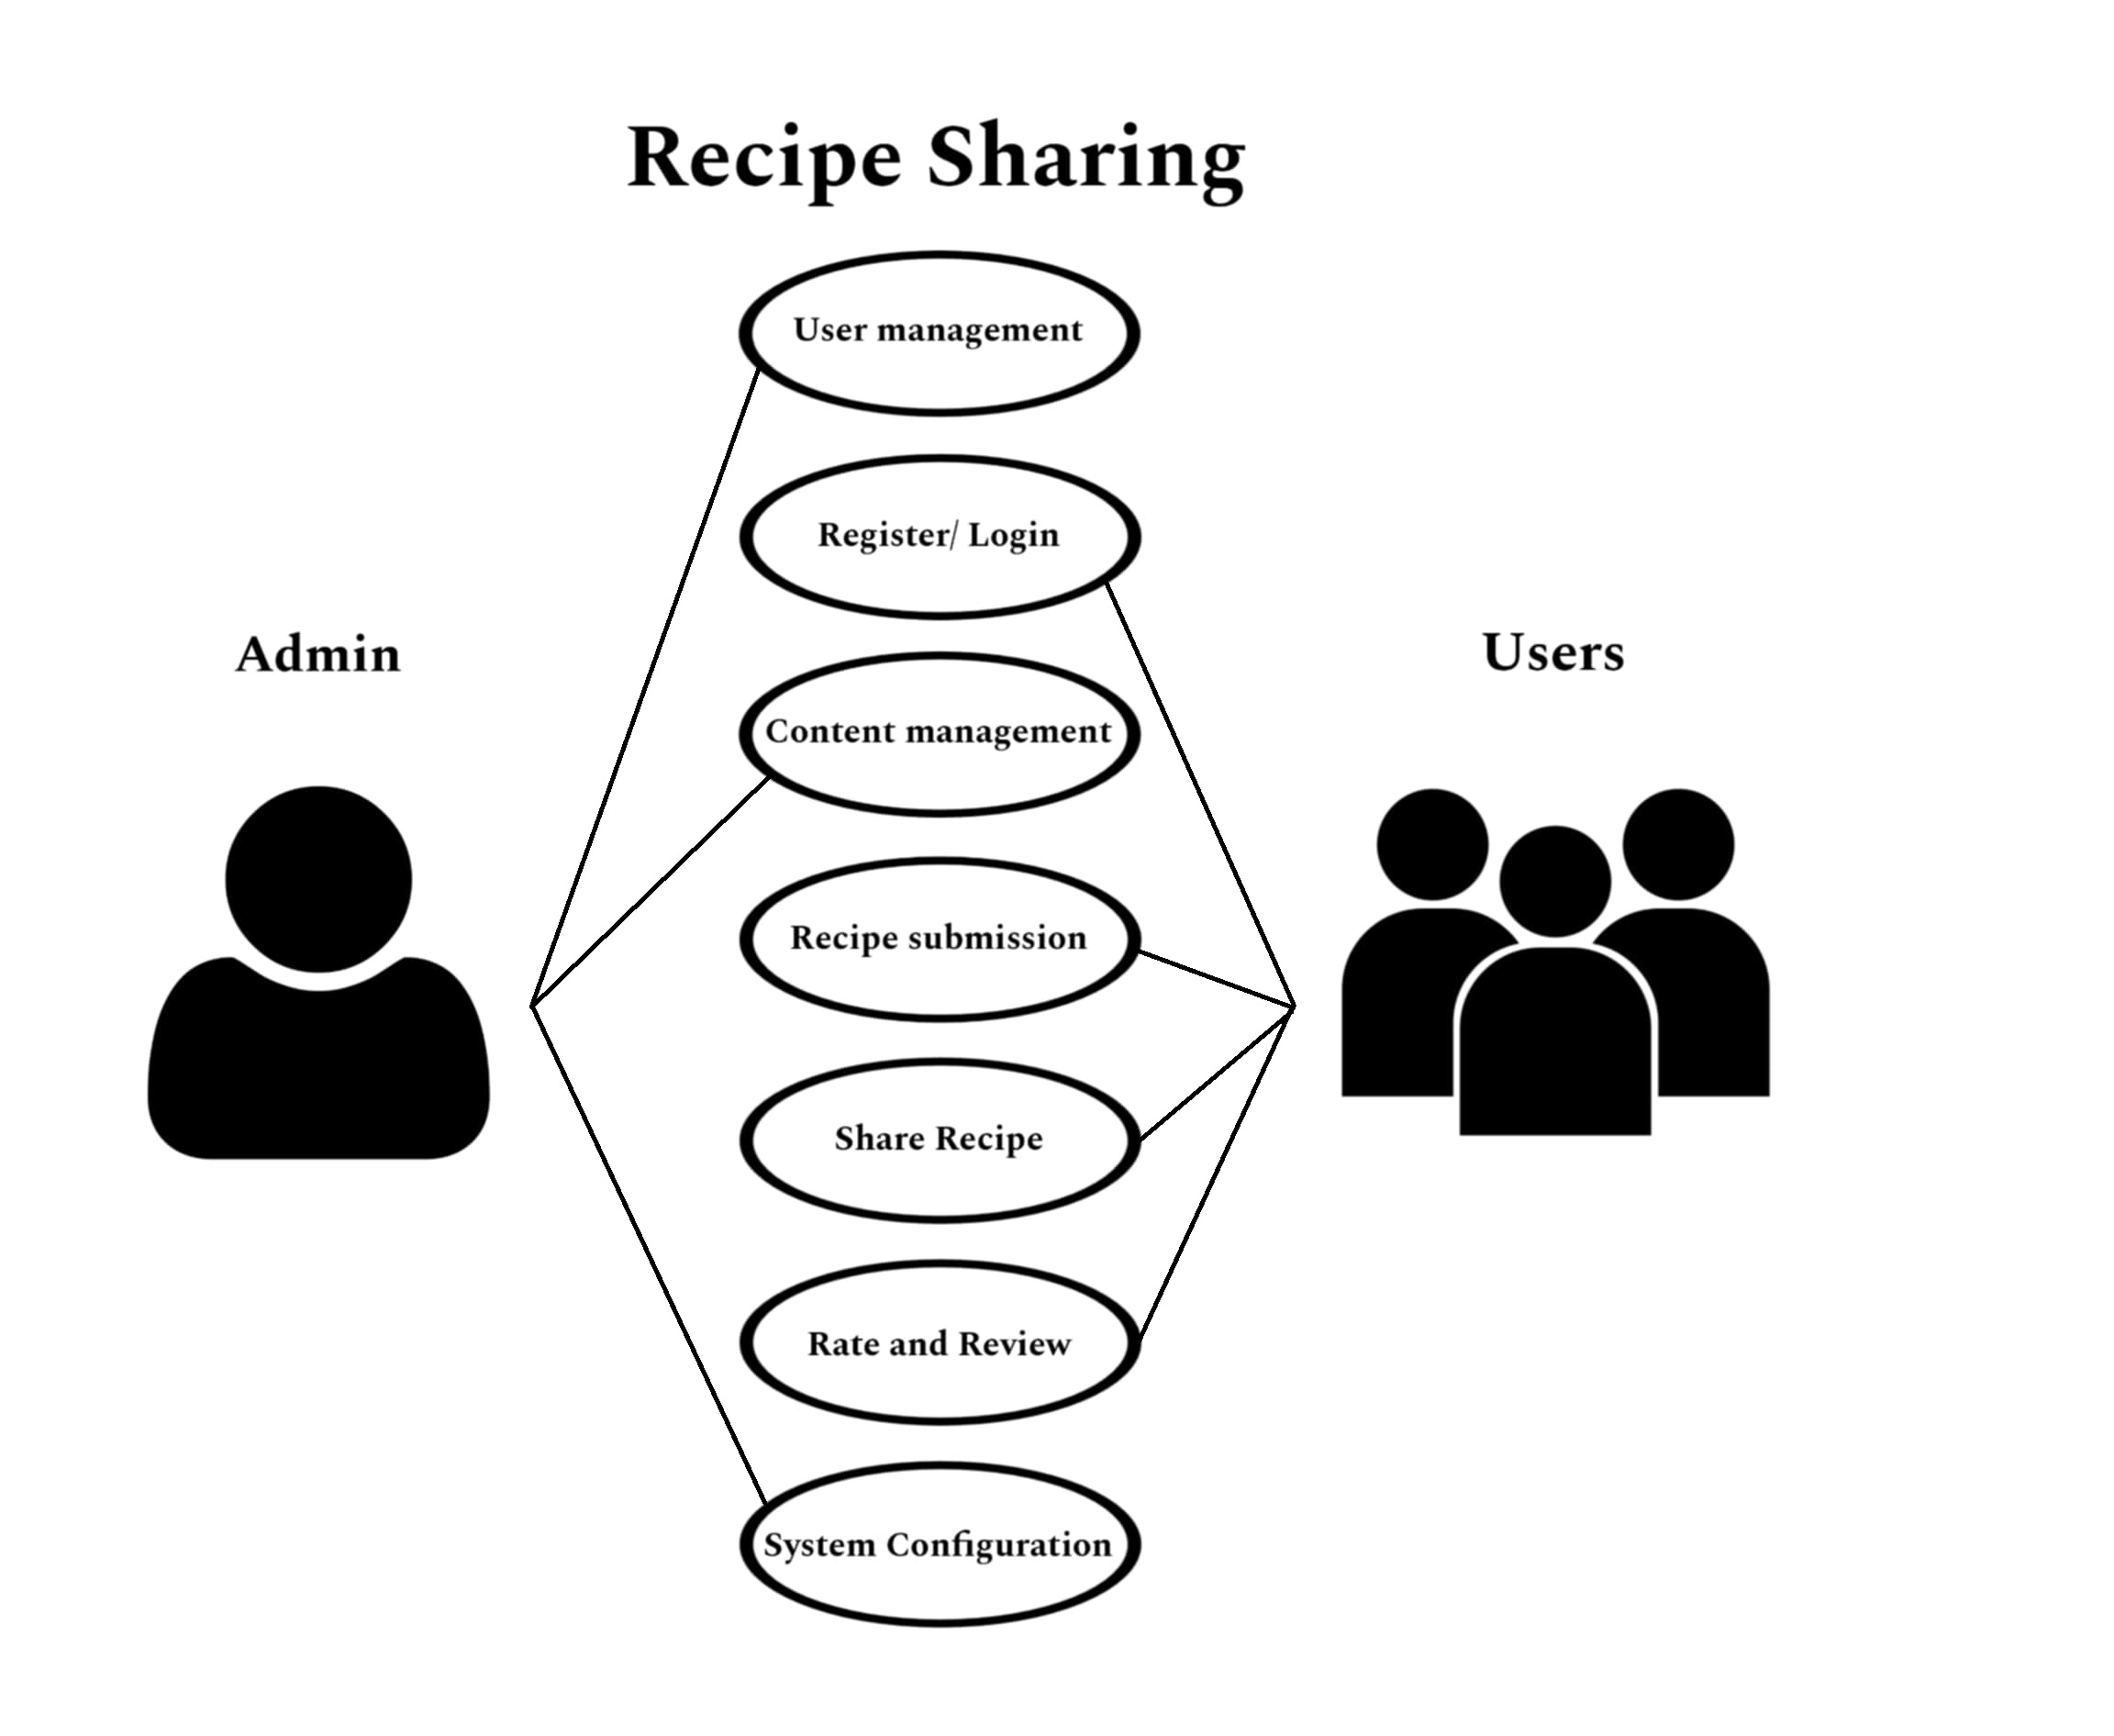 Recipe Sharing
User management
Register/ Login
Admin
Users
Content management
Recipe submission
Share Recipe
Rate and Review
System Configuration